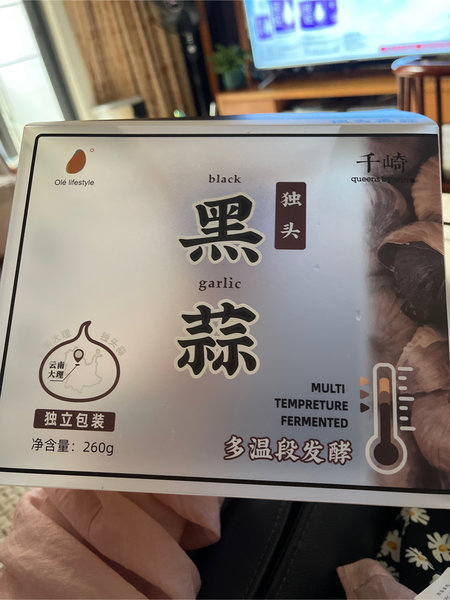 Olé lifestyle
千崎
queens
black
黑
独头
garlic
蒜
云南
大理
独立包装
净含量：260g
MULTI
TEMPRETURE
FERMENTED
多温段发酵